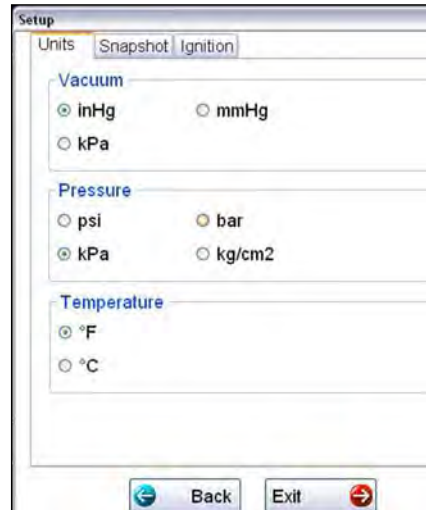 Setup
Units Snapshot Ignition
Vacuum
inHg mmHg
kPa
Pressure
psi bar
kPa kg/cm2
Temperature
°F
°C
Back Exit